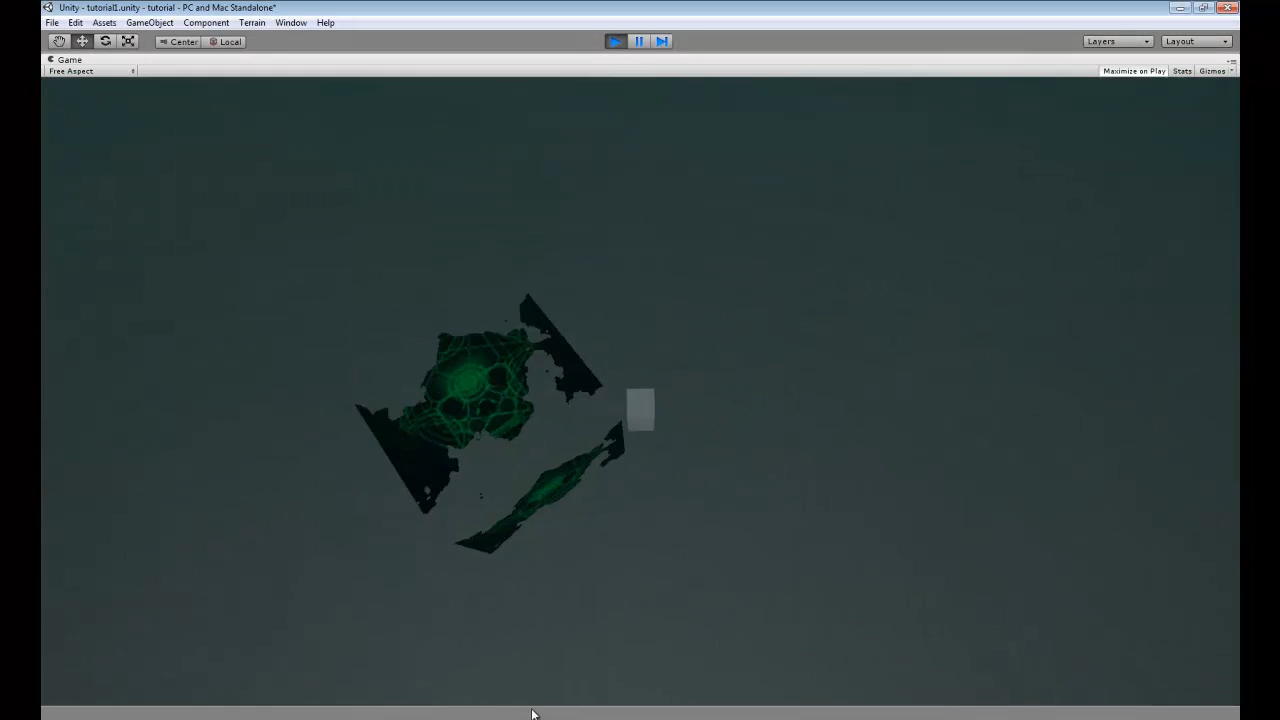 Unity - tutorial1.unity - tutorial - PC and Mac Standalone*
File Edit Assets GameObject Component Terrain Window Help
Center Local Layers Layout
Game
Free Aspect Maximize on Play Stats Gizmos